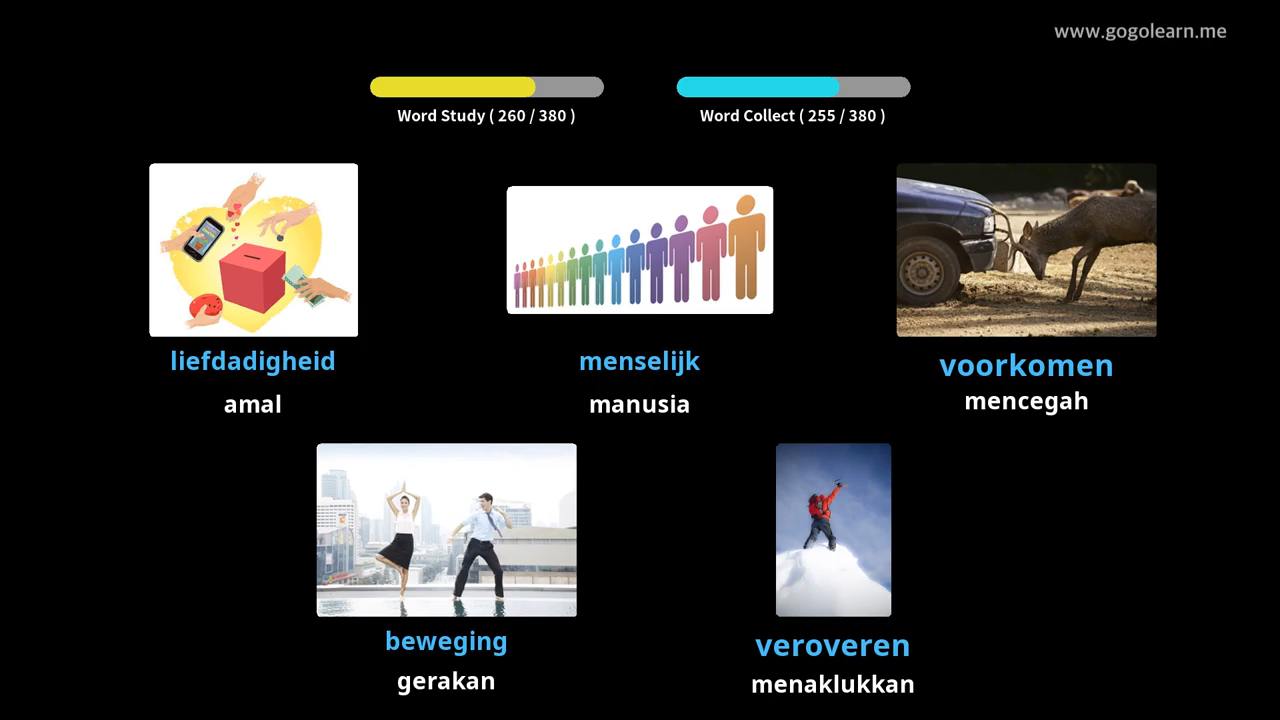 www.gogolearn.me
Word Study ( 260 / 380 )
Word Collect ( 255 / 380 )
liefdadigheid
amal
menselijk
manusia
voorkomen
mencegah
beweging
gerakan
veroveren
menaklukkan